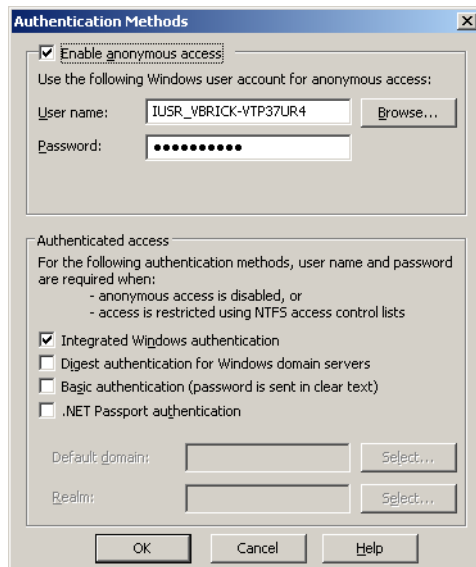 Authentication Methods
Enable anonymous access
Use the following Windows user account for anonymous access:
User name:
IUSR_VBRICK-VTP37UR4
Browse...
Password:
●●●●●●●●●●
Authenticated access
For the following authentication methods, user name and password
are required when:
- anonymous access is disabled, or
- access is restricted using NTFS access control lists
Integrated Windows authentication
Digest authentication for Windows domain servers
Basic authentication (password is sent in clear text)
.NET Passport authentication
Default domain:
Select...
Realm:
Select...
OK
Cancel
Help